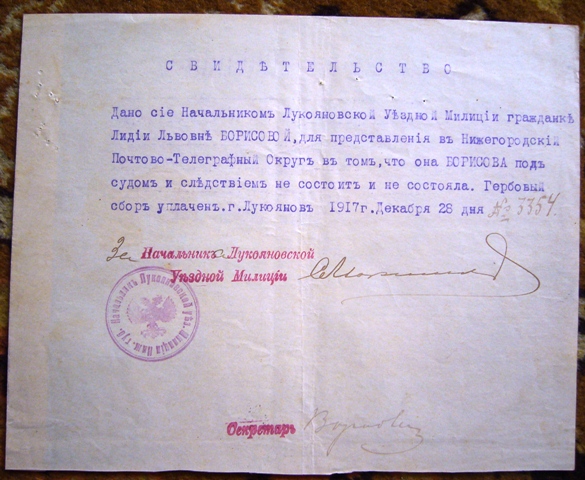 СВИДѢТЕЛЬСТВО
Дано сіе Начальникомъ Лукояновской Уѣздной Милиціи гражданкѣ
Лидіи Львовнѣ БОРИСОВОЙ,для представленія въ Нижегородскій
Почтово-Телеграфный Округъ въ томъ,что она БОРИСОВА подъ
судомъ и слѣдствіемъ не состоитъ и не состояла. Гербовый
сборъ уплаченъ.г.Лукояновъ 1917г.Декабря 28 дня № 3354.
За Начальника Лукояновской
Уѣздной Милиціи
Секретарь